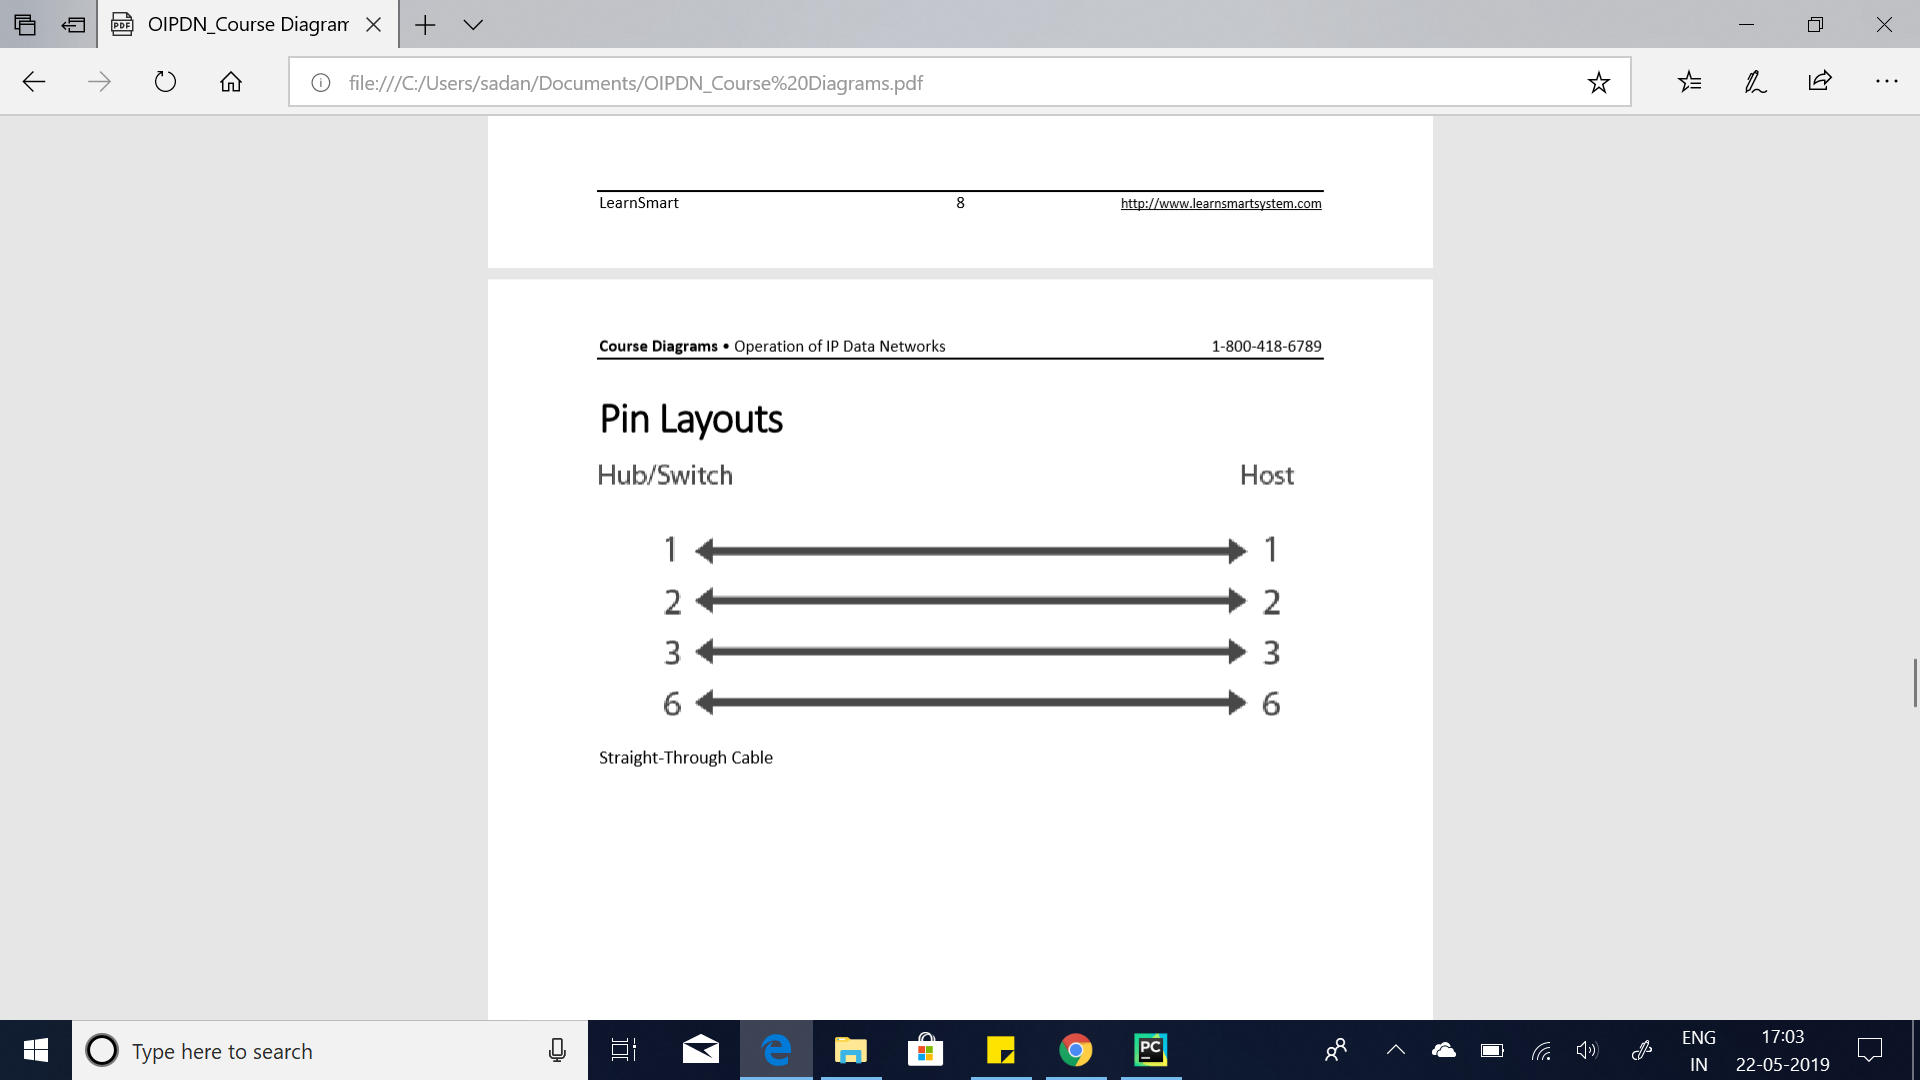 OIPDN_Course Diagram
file:///C:/Users/sadan/Documents/OIPDN_Course%20Diagrams.pdf
LearnSmart 8 http://www.learnsmartsystem.com
Course Diagrams • Operation of IP Data Networks 1-800-418-6789
Pin Layouts
Hub/Switch Host
1 1
2 2
3 3
6 6
Straight-Through Cable
Type here to search
PC
ENG 17:03
IN 22-05-2019